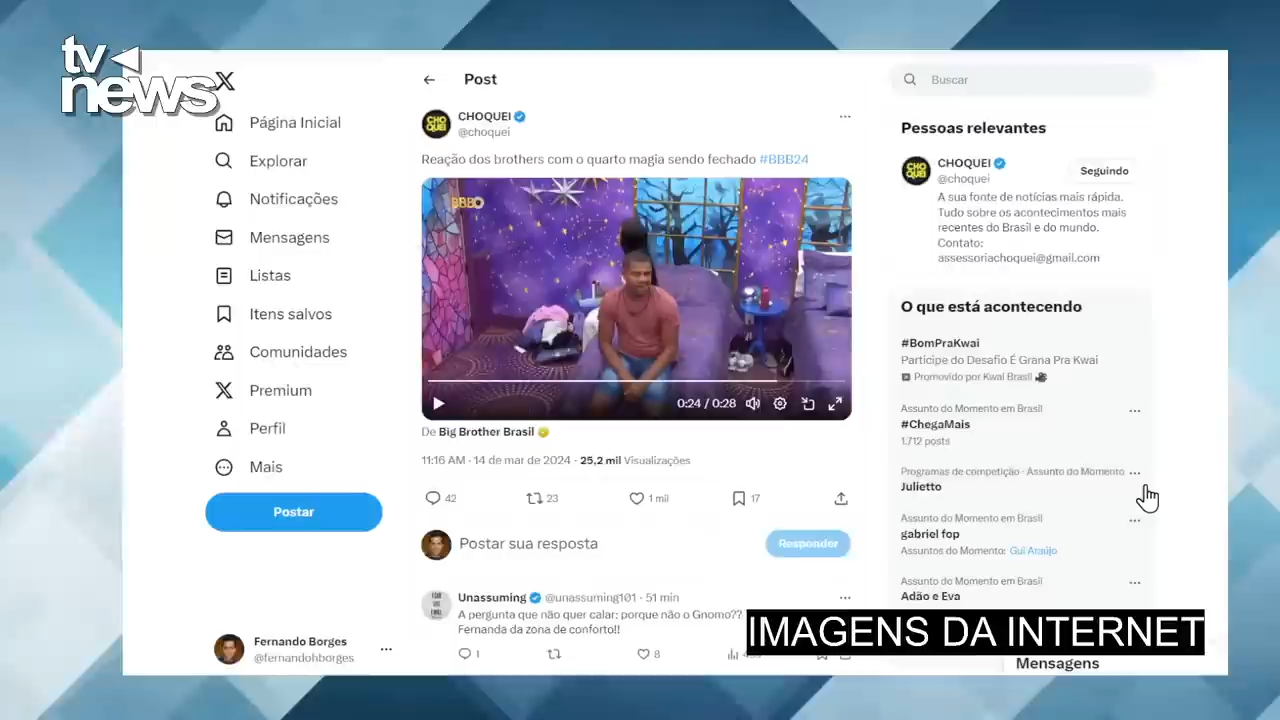 tv
news
Página Inicial
Explorar
Notificações
Mensagens
Listas
Itens salvos
Comunidades
Premium
Perfil
Mais
Postar
Fernando Borges
@fernandohborges
Post
CHOQUEI
@choquei
Reação dos brothers com o quarto magia sendo fechado #BBB24
BBB
0:24 / 0:28
De Big Brother Brasil
11:16 AM · 14 de mar de 2024 · 25,2 mil Visualizações
42 23 1 mil 17
Postar sua resposta
Responder
Unassuming @unassuming101 · 51 min
A pergunta que não quer calar: porque não o Gnomo??
Fernanda da zona de conforto!!
1 8
Buscar
Pessoas relevantes
CHOQUEI
@choquei
Seguindo
A sua fonte de notícias mais rápida.
Tudo sobre os acontecimentos mais
recentes do Brasil e do mundo.
Contato:
assessoriachoquei@gmail.com
O que está acontecendo
#BomPraKwai
Participe do Desafio É Grana Pra Kwai
Promovido por Kwai Brasil
Assunto do Momento em Brasil
#ChegaMais
1.712 posts
Programas de competição · Assunto do Momento
Julietto
Assunto do Momento em Brasil
gabriel fop
Assuntos do Momento: Gui Araújo
Assunto do Momento em Brasil
Adão e Eva
IMAGENS DA INTERNET
Mensagens